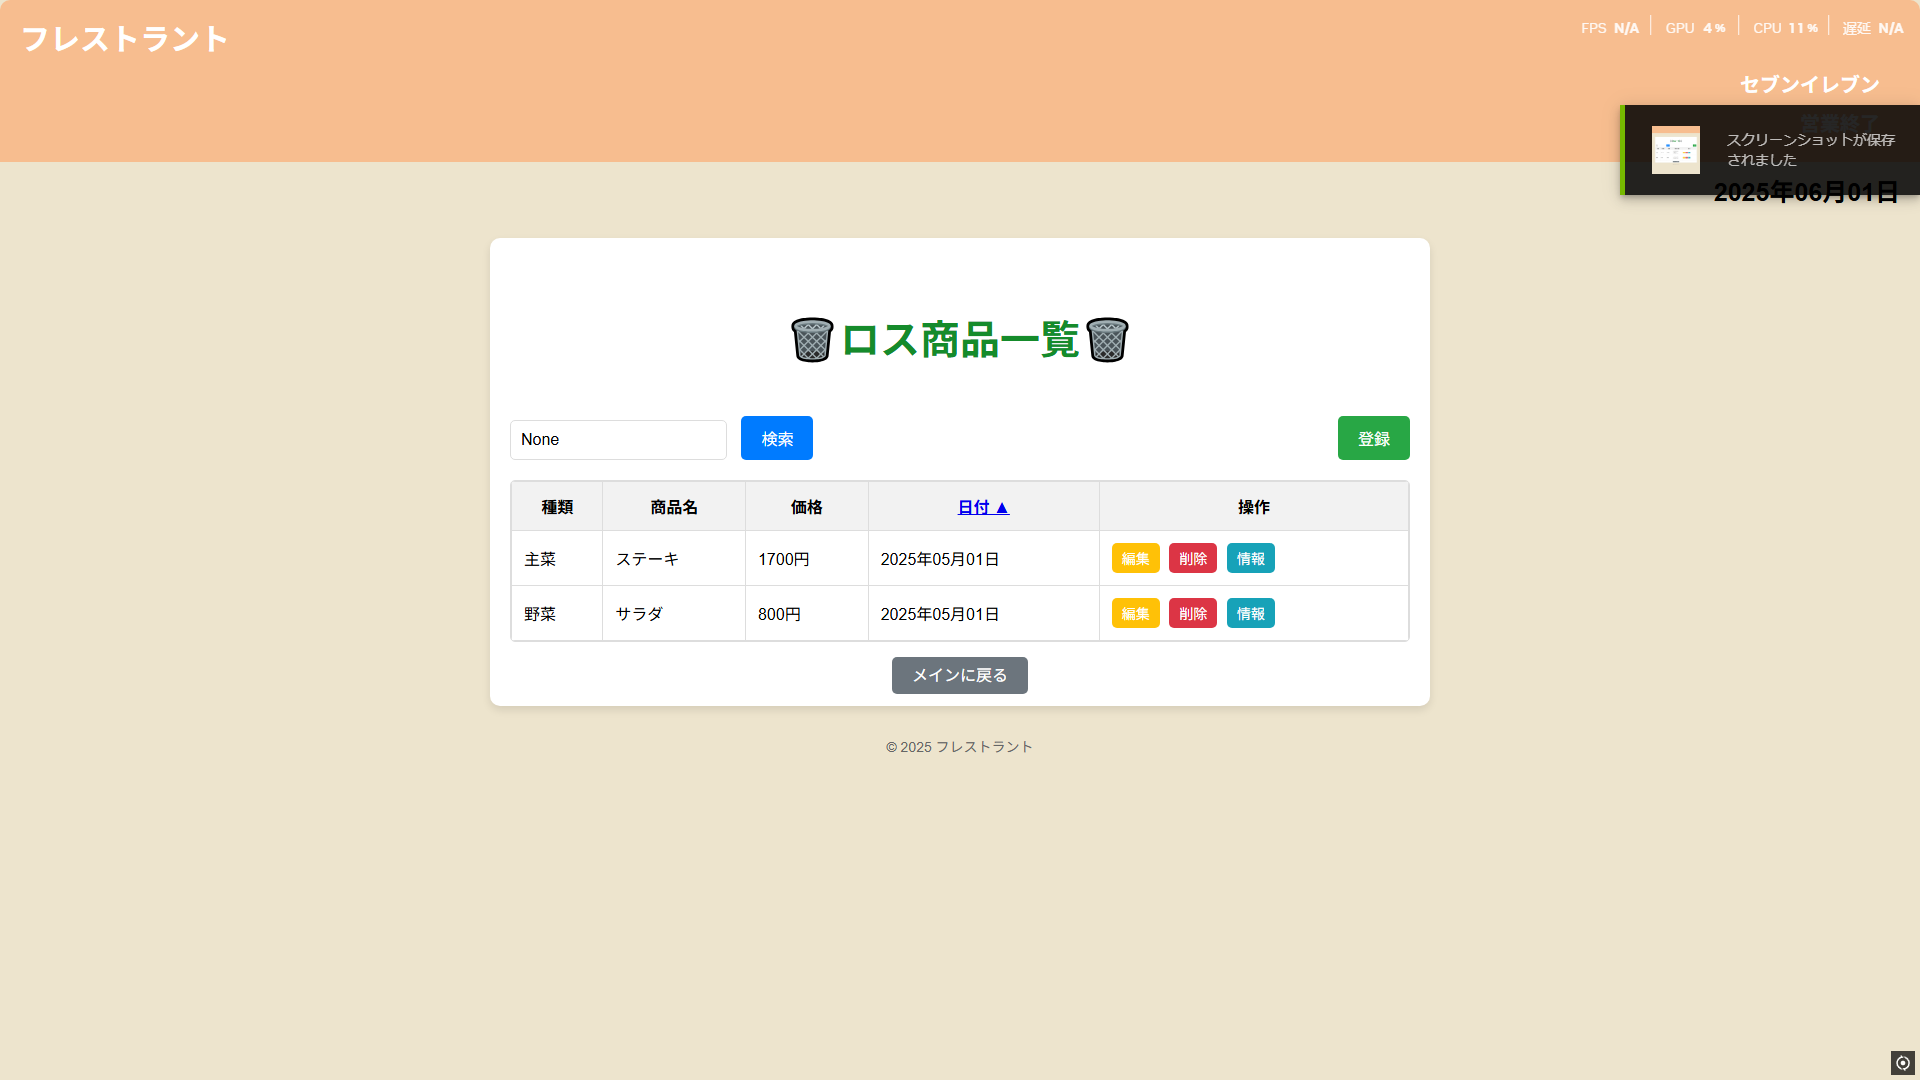 フレストラント
FPS N/A GPU 4% CPU 11% 遅延 N/A
セブンイレブン
営業終了
スクリーンショットが保存
されました
2025年06月01日
ロス商品一覧
None 検索 登録
種類 商品名 価格 日付 ▲ 操作
主菜 ステーキ 1700円 2025年05月01日 編集 削除 情報
野菜 サラダ 800円 2025年05月01日 編集 削除 情報
メインに戻る
© 2025 フレストラント